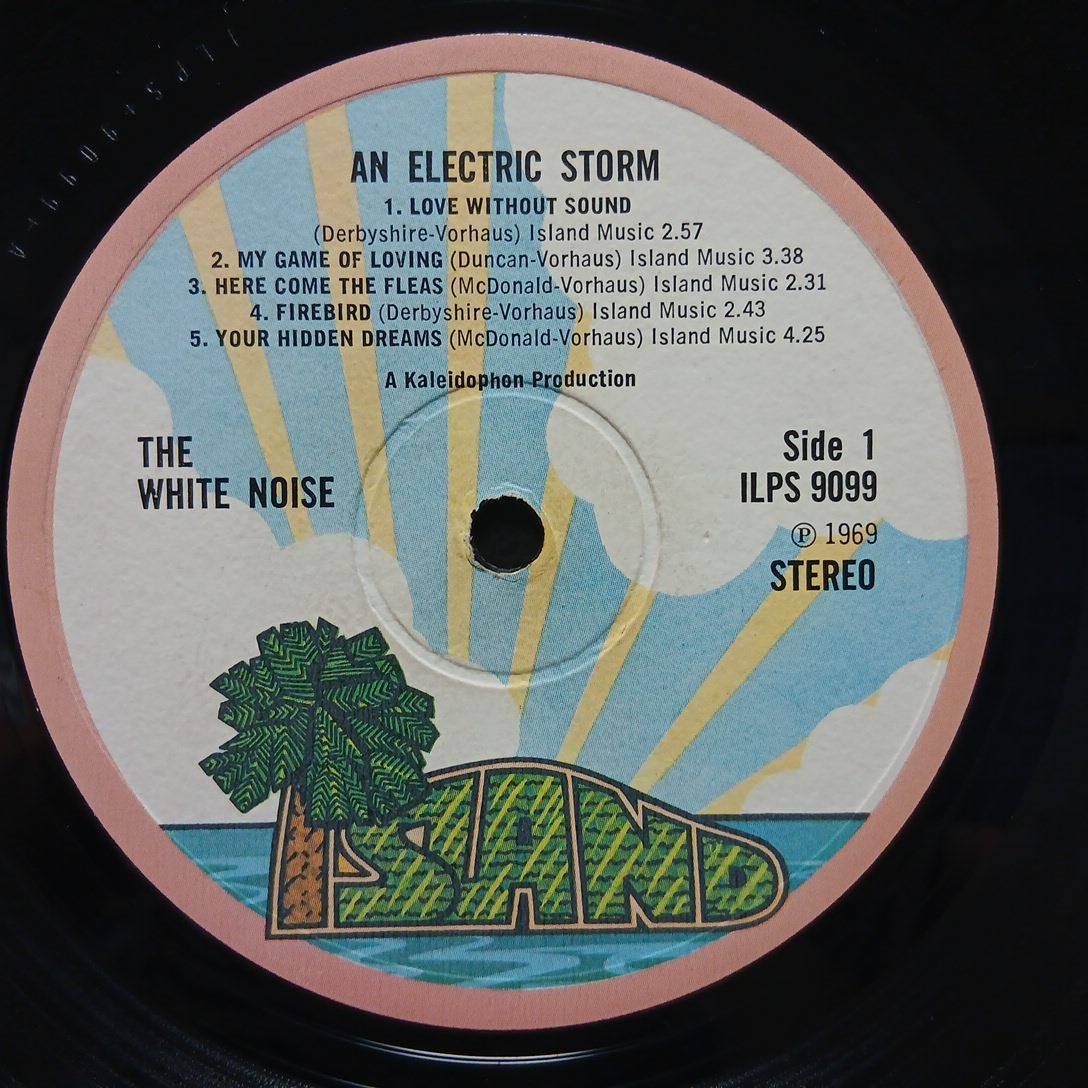 AN ELECTRIC STORM
1. LOVE WITHOUT SOUND
(Derbyshire-Vorhaus) Island Music 2.57
2. MY GAME OF LOVING (Duncan-Vorhaus) Island Music 3.38
3. HERE COME THE FLEAS (McDonald-Vorhaus) Island Music 2.31
4. FIREBIRD (Derbyshire-Vorhaus) Island Music 2.43
5. YOUR HIDDEN DREAMS (McDonald-Vorhaus) Island Music 4.25
A Kaleidophon Production
THE
WHITE NOISE
Side 1
ILPS 9099
℗ 1969
STEREO
ISLAND